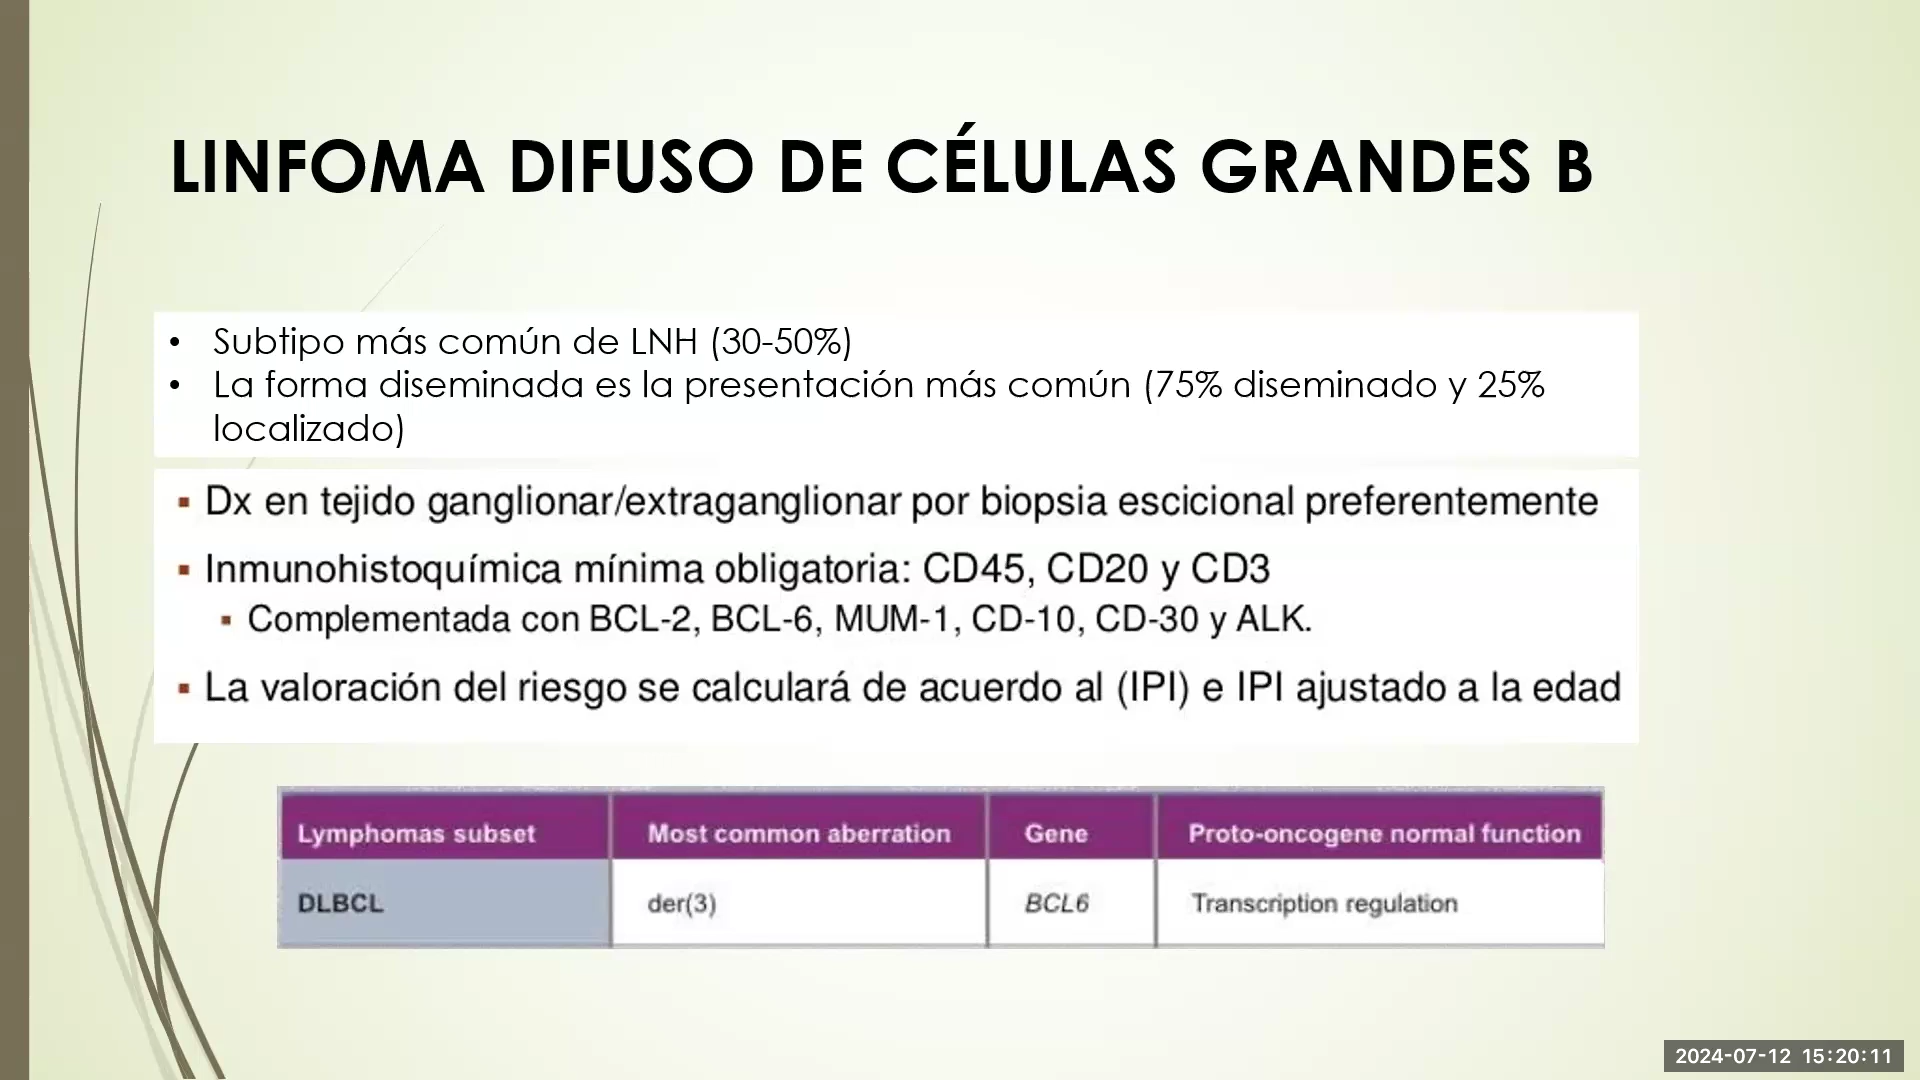 LINFOMA DIFUSO DE CÉLULAS GRANDES B
• Subtipo más común de LNH (30-50%)
• La forma diseminada es la presentación más común (75% diseminado y 25%
localizado)
▪ Dx en tejido ganglionar/extraganglionar por biopsia escicional preferentemente
▪ Inmunohistoquímica mínima obligatoria: CD45, CD20 y CD3
▪ Complementada con BCL-2, BCL-6, MUM-1, CD-10, CD-30 y ALK.
▪ La valoración del riesgo se calculará de acuerdo al (IPI) e IPI ajustado a la edad
Lymphomas subset Most common aberration Gene Proto-oncogene normal function
DLBCL der(3) BCL6 Transcription regulation
2024-07-12 15:20:11